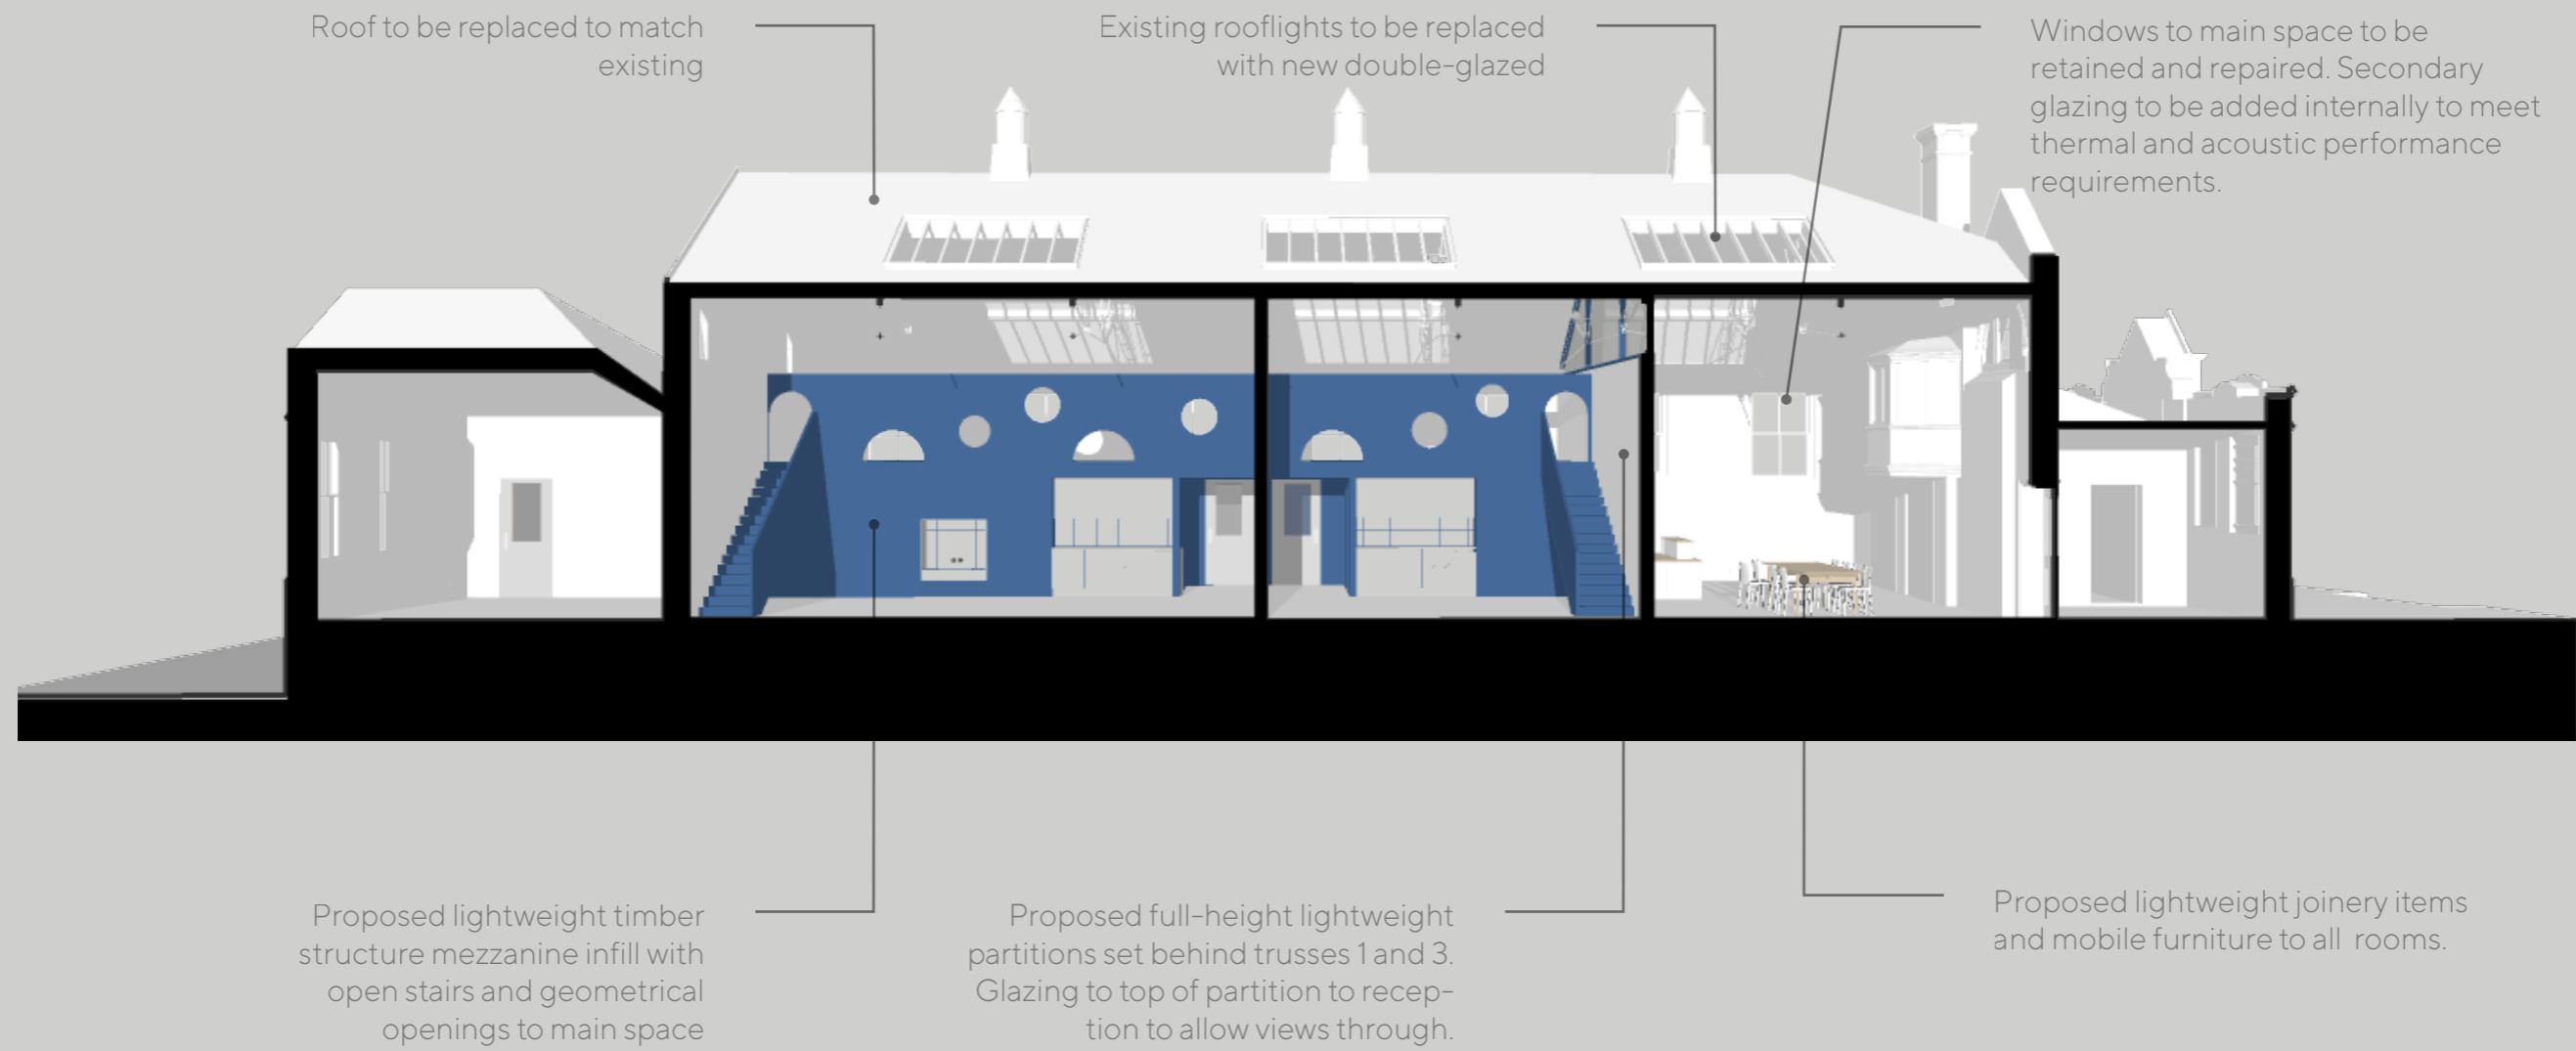 Roof to be replaced to match
existing
Existing rooflights to be replaced
with new double-glazed
Windows to main space to be
retained and repaired. Secondary
glazing to be added internally to meet
thermal and acoustic performance
requirements.
Proposed lightweight timber
structure mezzanine infill with
open stairs and geometrical
openings to main space
Proposed full-height lightweight
partitions set behind trusses 1 and 3.
Glazing to top of partition to recep-
tion to allow views through.
Proposed lightweight joinery items
and mobile furniture to all rooms.